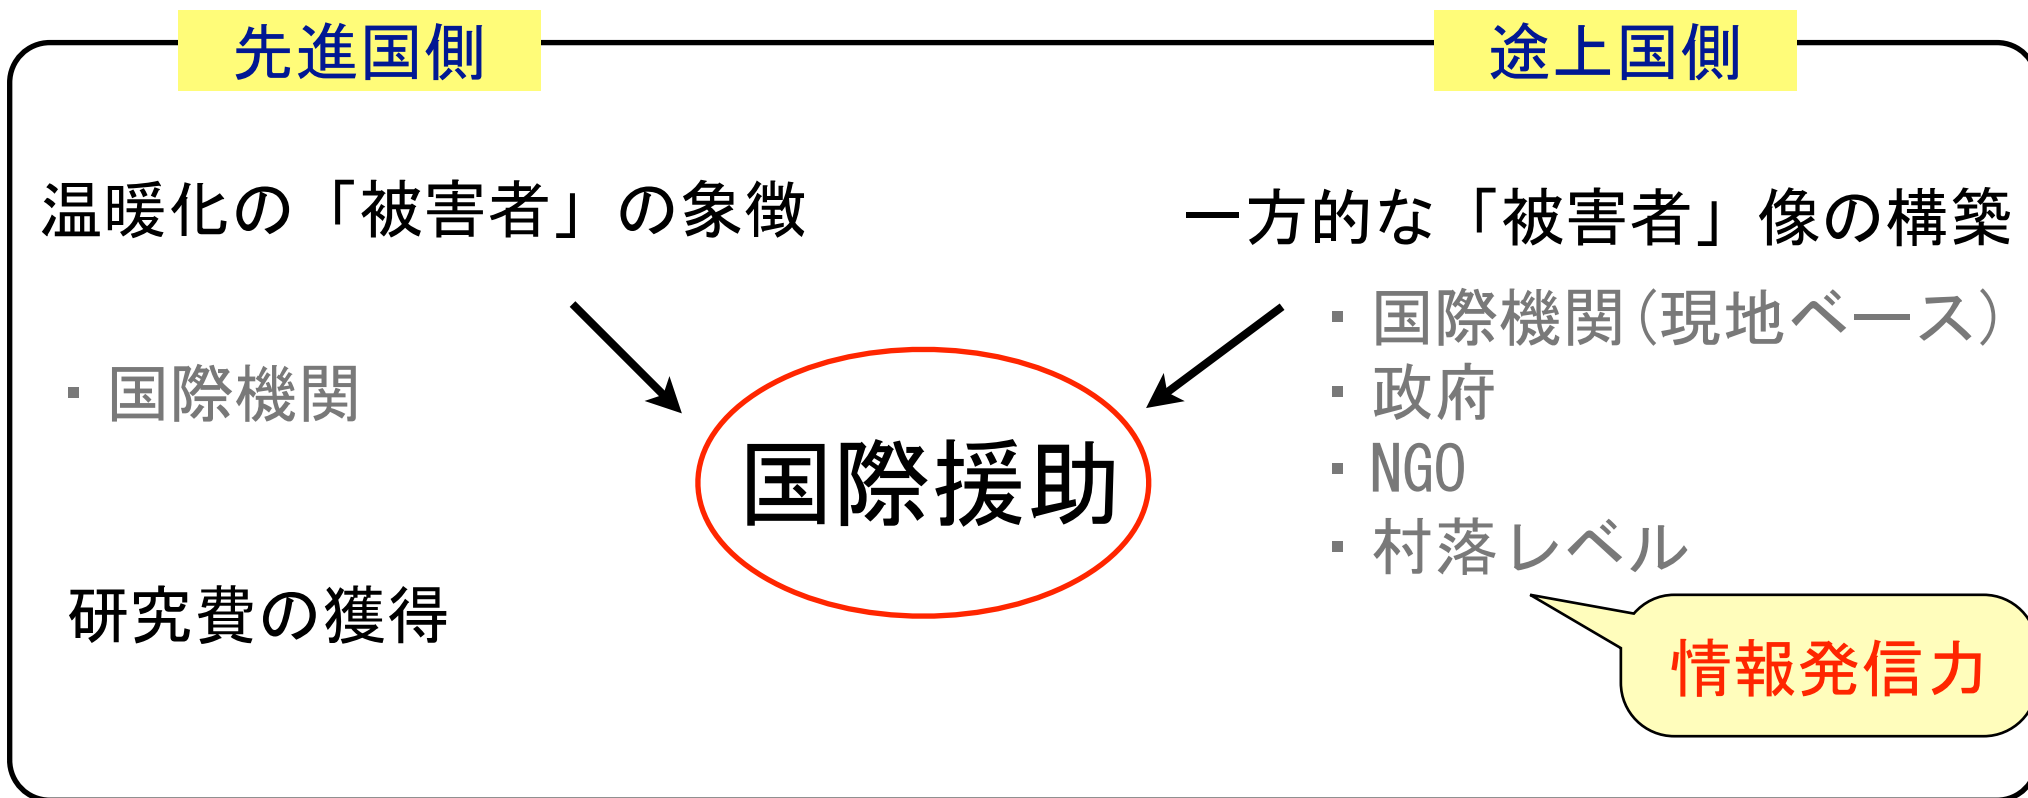 先進国側
途上国側
温暖化の「被害者」の象徴
・国際機関
研究費の獲得
国際援助
一方的な「被害者」像の構築
・国際機関(現地ベース)
・政府
・NGO
・村落レベル
情報発信力